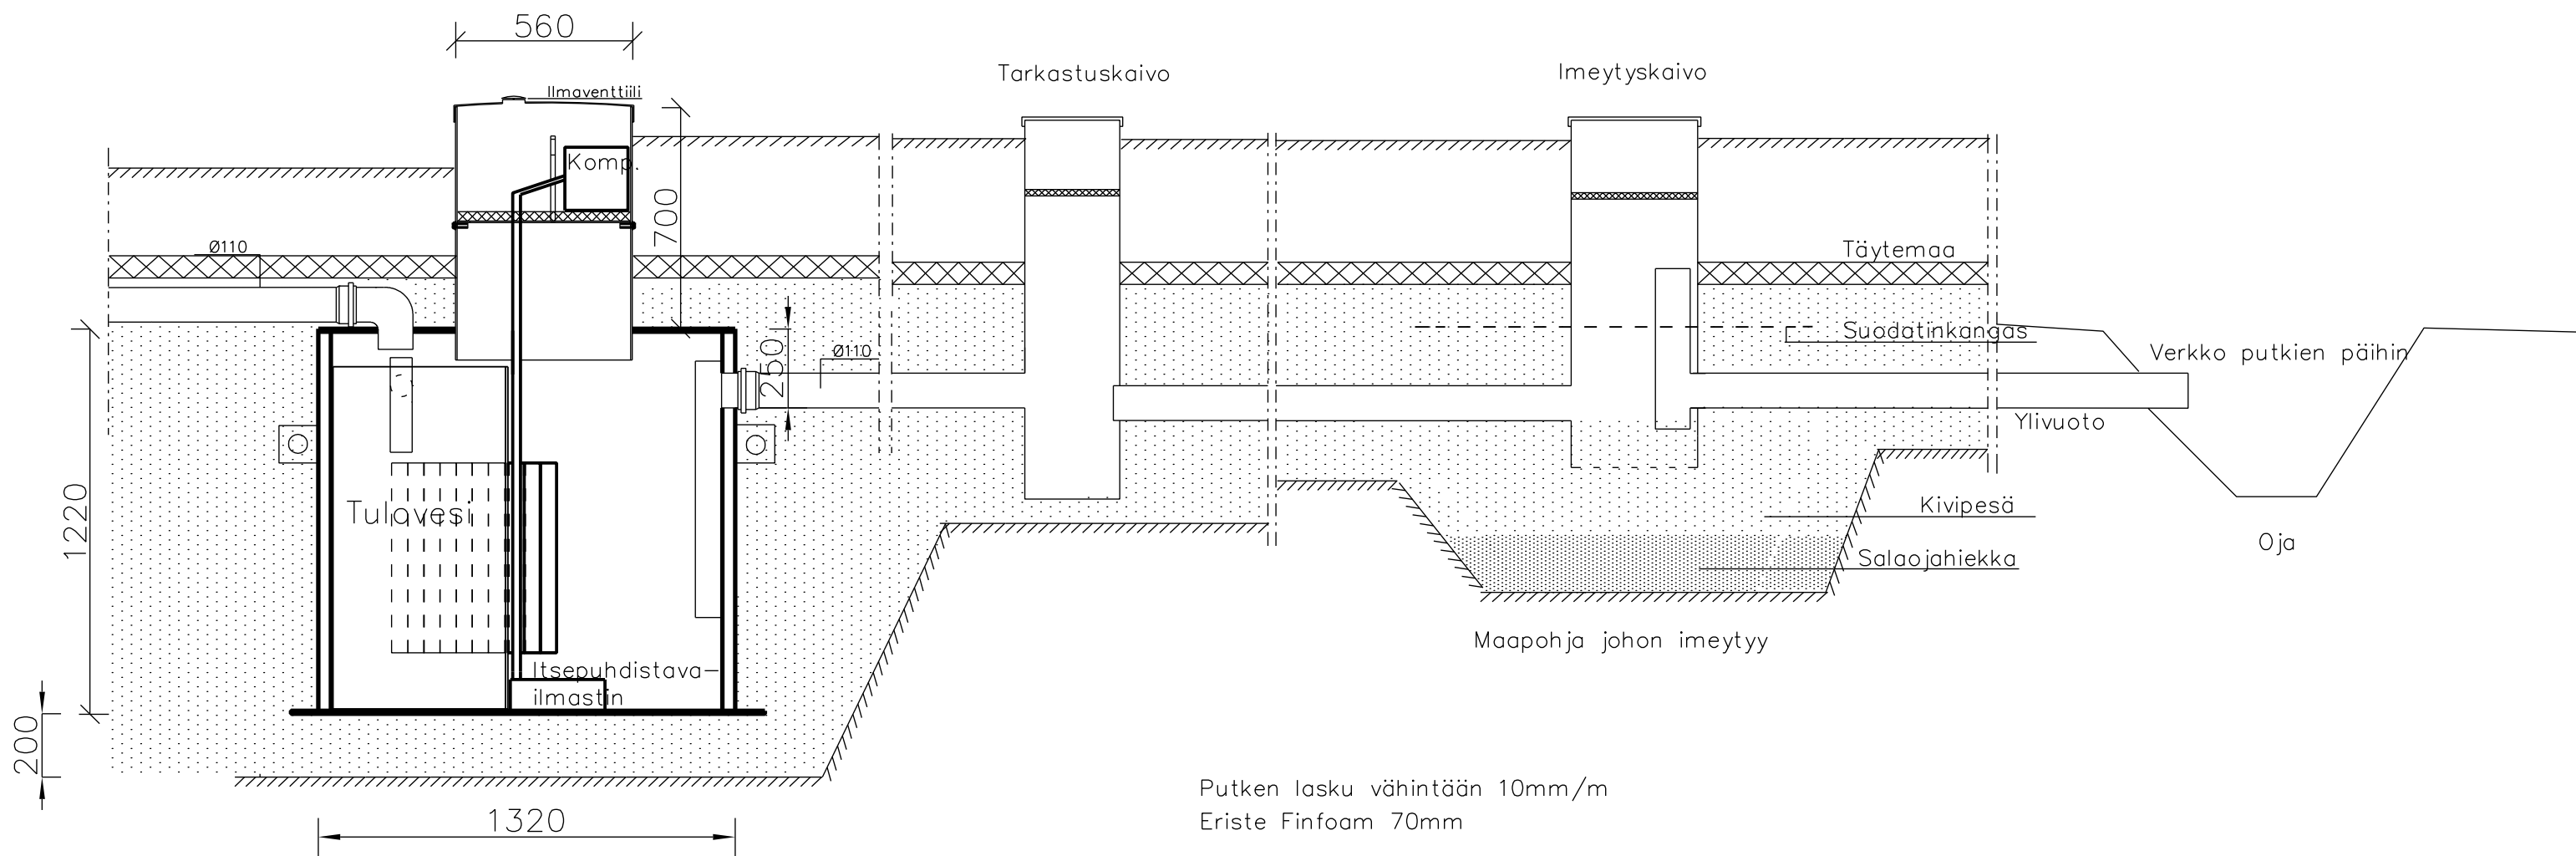 560
Tarkastuskaivo
Imeytyskaivo
Ilmaventtiili
Komp.
700
Ø110
Täytemaa
Suodatinkangas
Verkko putkien päihin
250
Ø110
Ylivuoto
Tulovesi
1220
Kivipesä
Oja
Salaojahiekka
Maapohja johon imeytyy
Itsepuhdistava-
ilmastin
200
Putken lasku vähintään 10mm/m
1320
Eriste Finfoam 70mm